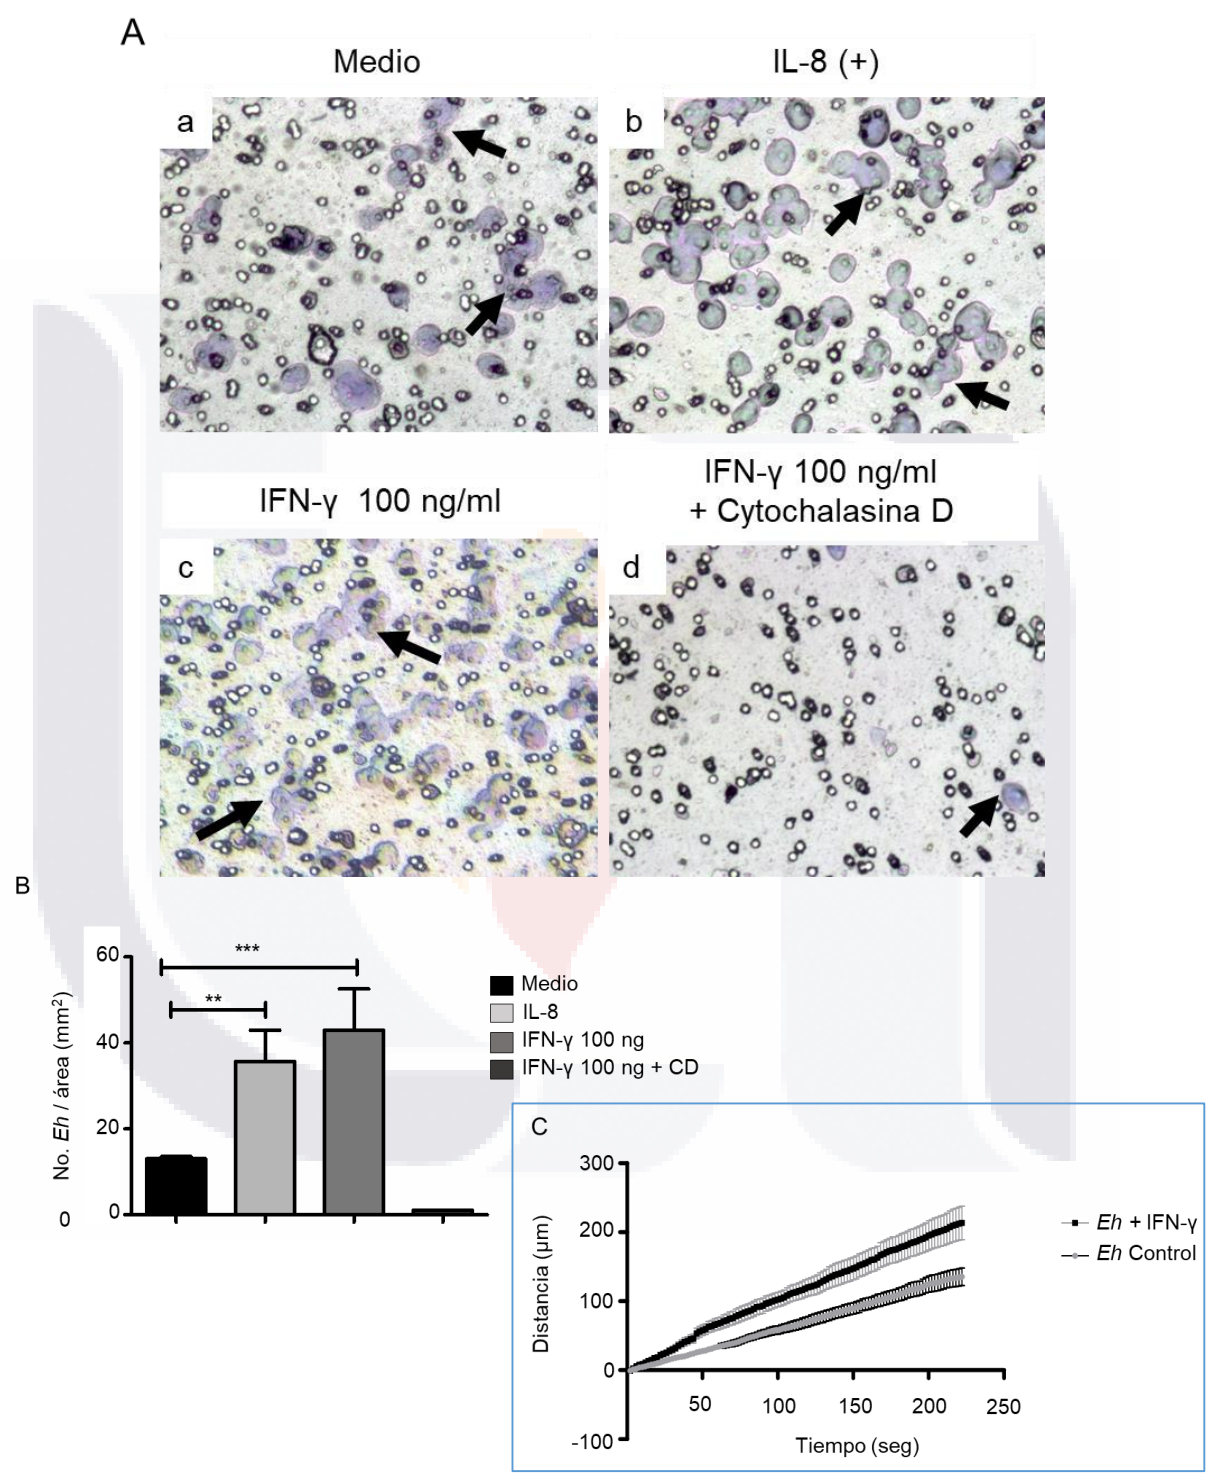 A
Medio
IL-8 (+)
a
b
IFN-γ 100 ng/ml
IFN-γ 100 ng/ml
+ Cytochalasina D
c
d
B
No. Eh / área (mm²)
60
40
20
0
0
***
**
Medio
IL-8
IFN-γ 100 ng
IFN-γ 100 ng + CD
C
Distancia (µm)
300
200
100
0
-100
50
100
150
200
250
Tiempo (seg)
Eh + IFN-γ
Eh Control